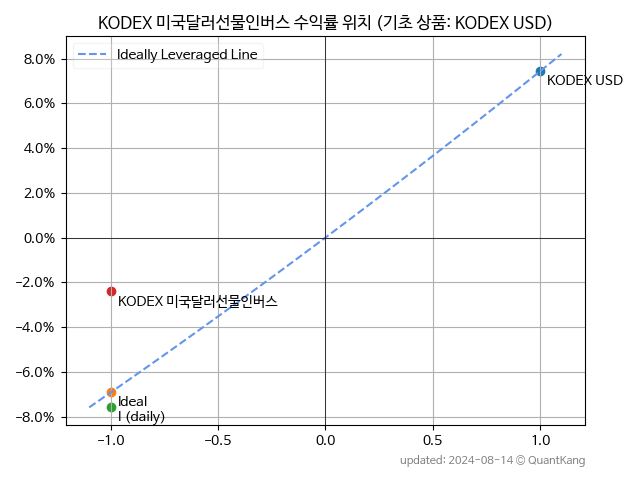 KODEX 미국달러선물인버스 수익률 위치 (기초 상품: KODEX USD)
Ideally Leveraged Line
8.0%
6.0%
4.0%
2.0%
0.0%
-2.0%
-4.0%
-6.0%
-8.0%
KODEX USD
KODEX 미국달러선물인버스
Ideal
I (daily)
-1.0
-0.5
0.0
0.5
1.0
updated: 2024-08-14 © QuantKang